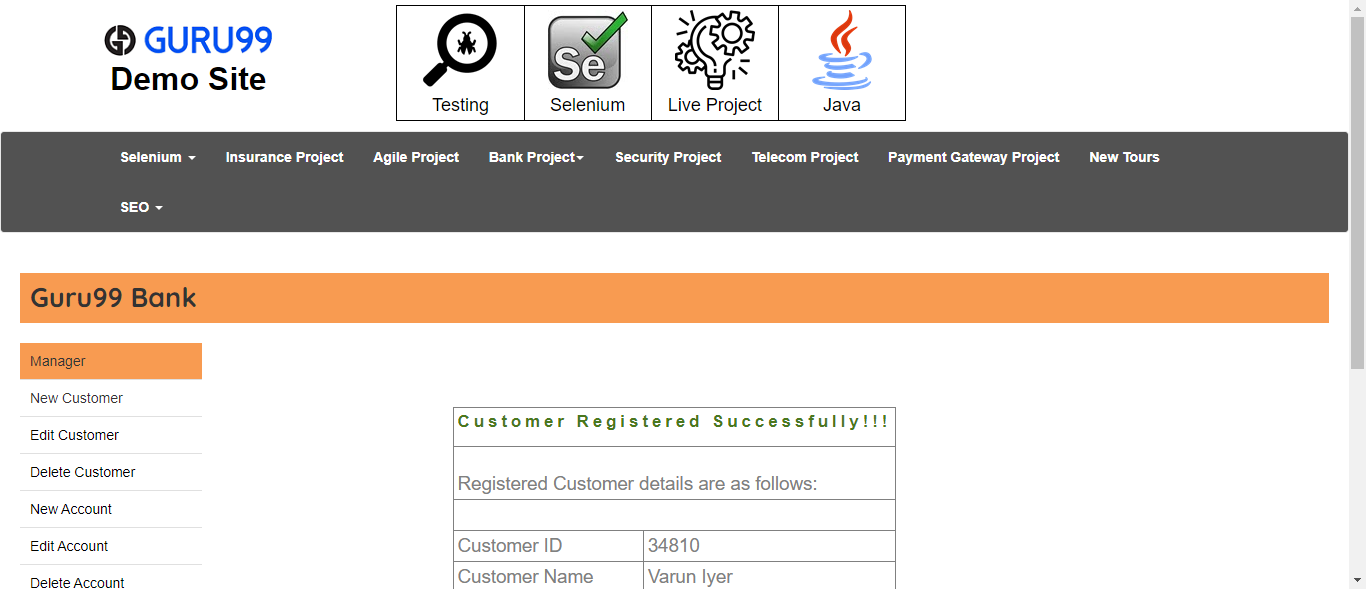 GURU99
Demo Site
Testing
Se
Selenium
Live Project
Java
Selenium Insurance Project Agile Project Bank Project Security Project Telecom Project Payment Gateway Project New Tours
SEO
Guru99 Bank
Manager
New Customer
Edit Customer
Delete Customer
New Account
Edit Account
Delete Account
Customer Registered Successfully!!!
Registered Customer details are as follows:
Customer ID 34810
Customer Name Varun Iyer